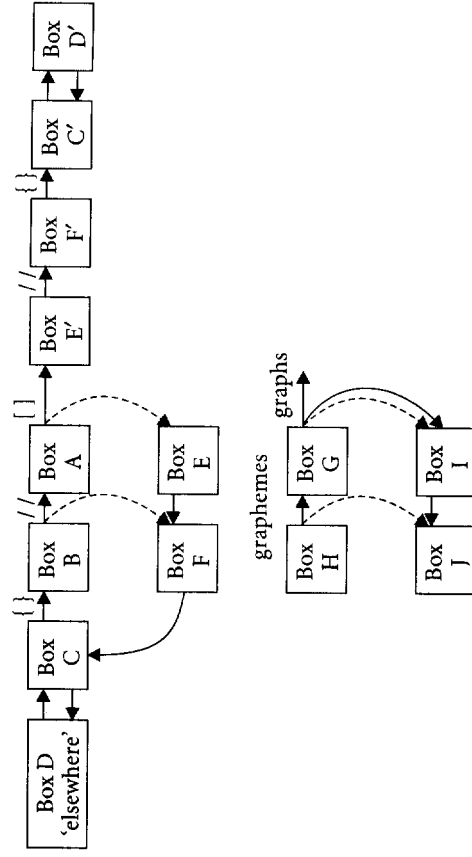 Box D
'elsewhere'
Box
C
{ }
Box
B
//
Box
A
[ ]
Box
E′
//
Box
F′
{ }
Box
C′
Box
D′
Box
F
Box
E
graphemes
graphs
Box
H
Box
G
Box
J
Box
I